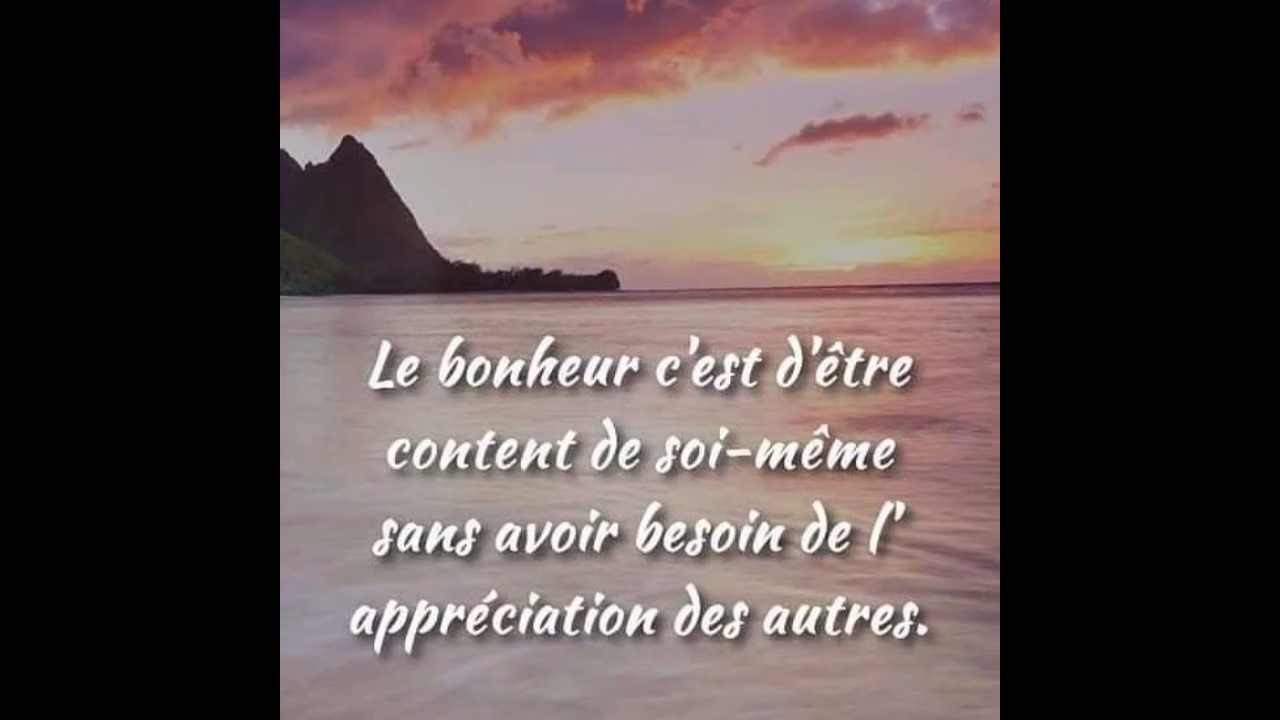 Le bonheur c'est d'être
content de soi-même
sans avoir besoin de l'
appréciation des autres.